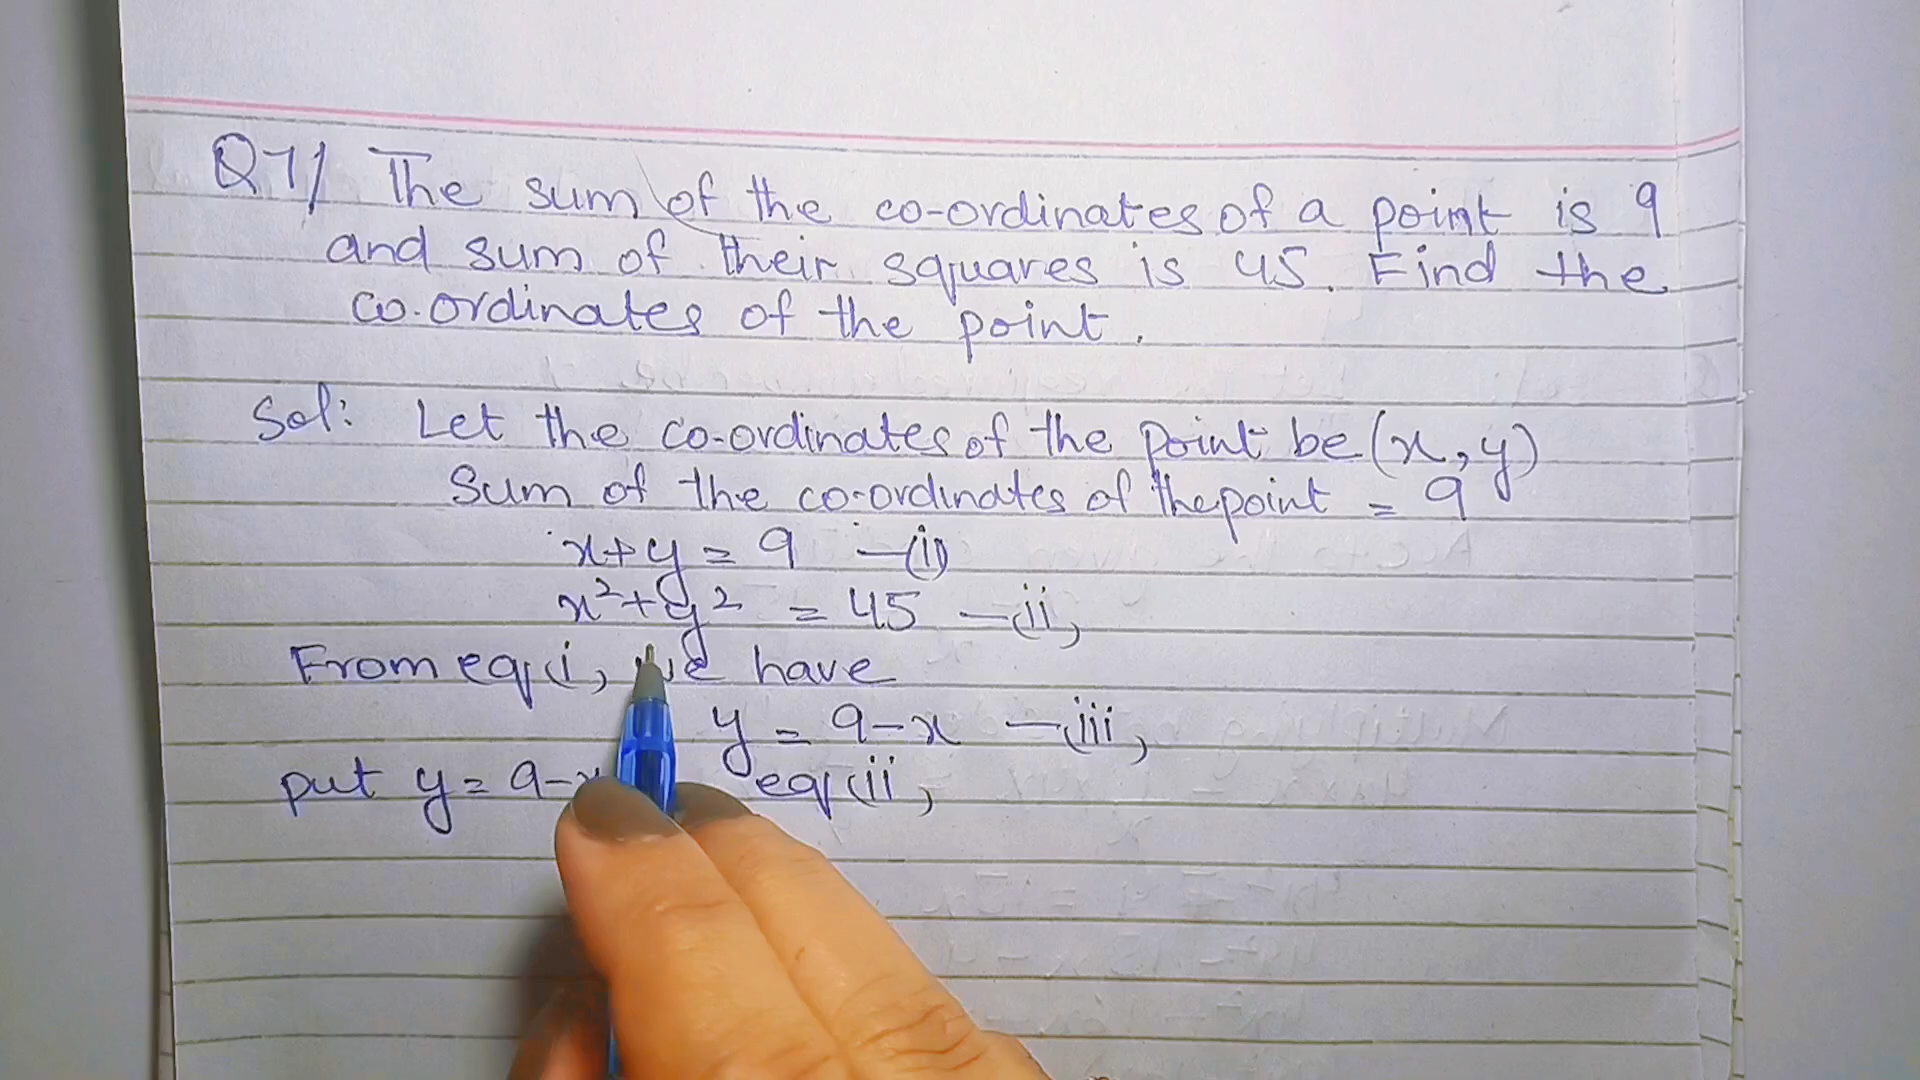 Q7/ The sum of the co-ordinates of a point is 9
and sum of their squares is 45. Find the
co.ordinates of the point.
Sol: Let the co-ordinates of the point be (x, y)
Sum of the co-ordinates of the point = 9
x+y = 9 —(i)
x²+y² = 45 —(ii)
From eq(i) we have
y = 9-x —(iii)
put y = 9-x eq(ii)